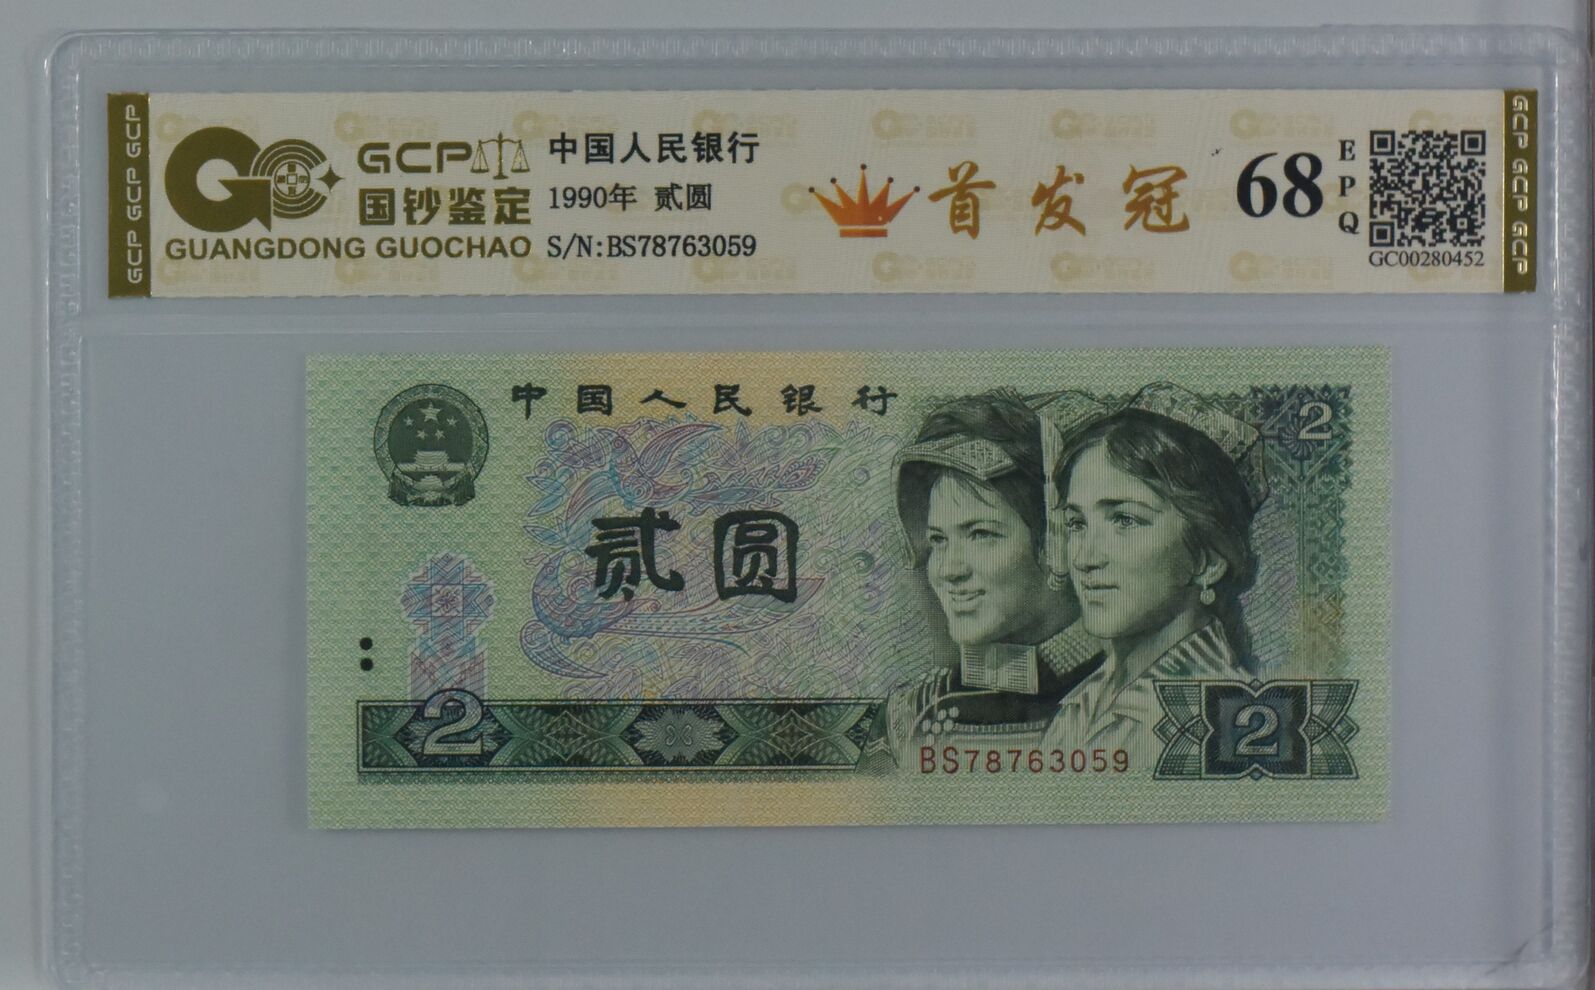 GCP GCP GCP
GCP
国钞鉴定
GUANGDONG GUOCHAO
中国人民银行
1990年 贰圆
S/N:BS78763059
首发冠
68
EPQ
GC00280452
GCP GCP GCP
中国人民银行
2
贰圆
2
BS78763059
2